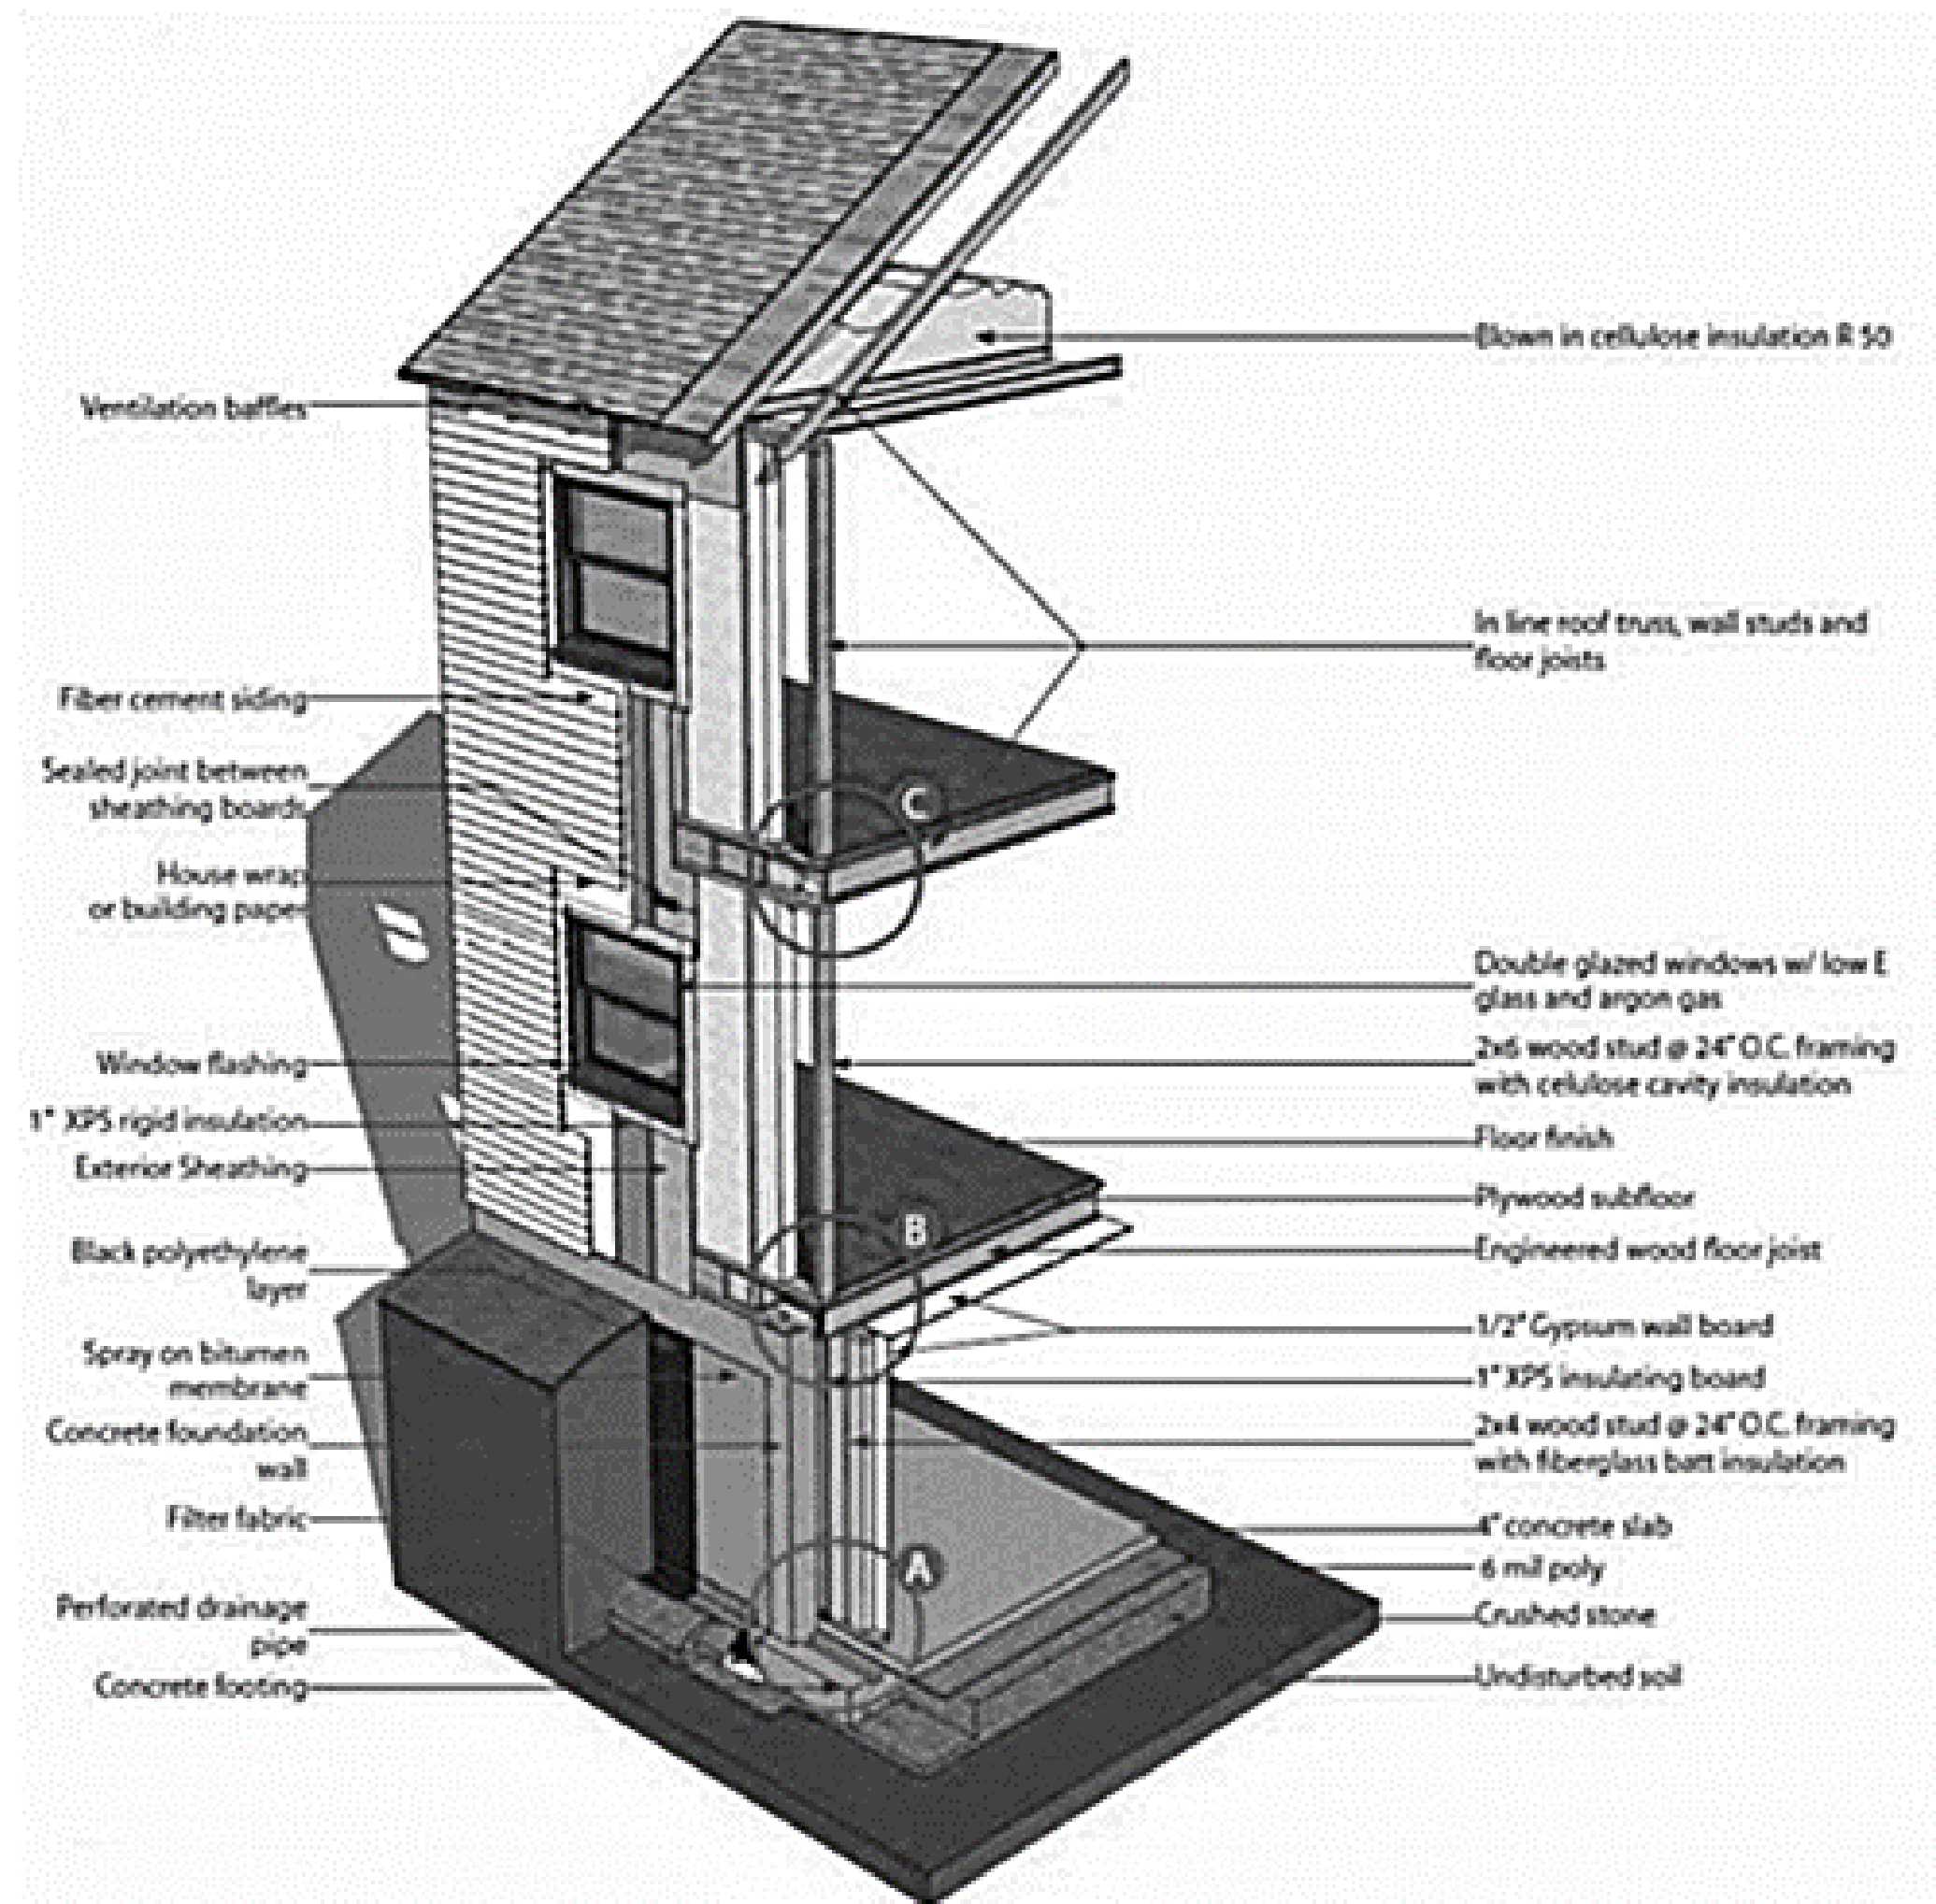 Blown in cellulose insulation R 50
Ventilation baffles
In line roof truss, wall studs and
floor joists
Fiber cement siding
Sealed joint between
sheathing boards
House wrap
or building paper
C
Double glazed windows w/ low E
glass and argon gas
Window flashing
2x6 wood stud @ 24" O.C. framing
with celulose cavity insulation
1" XPS rigid insulation
Exterior Sheathing
Floor finish
Plywood subfloor
B
Black polyethylene
layer
Engineered wood floor joist
Spray on bitumen
membrane
1/2" Gypsum wall board
1" XPS insulating board
Concrete foundation
wall
2x4 wood stud @ 24" O.C. framing
with fiberglass batt insulation
Filter fabric
4" concrete slab
6 mil poly
A
Perforated drainage
pipe
Crushed stone
Concrete footing
Undisturbed soil